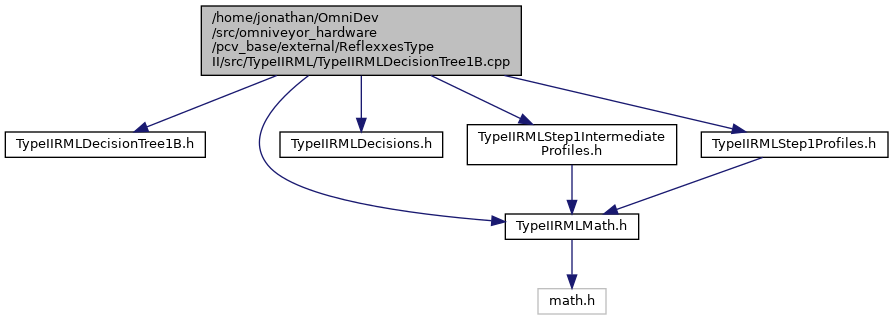 /home/jonathan/OmniDev
/src/omniveyor_hardware
/pcv_base/external/ReflexxesType
II/src/TypeIIRML/TypeIIRMLDecisionTree1B.cpp
TypeIIRMLDecisionTree1B.h
TypeIIRMLDecisions.h
TypeIIRMLStep1Intermediate
Profiles.h
TypeIIRMLStep1Profiles.h
TypeIIRMLMath.h
math.h